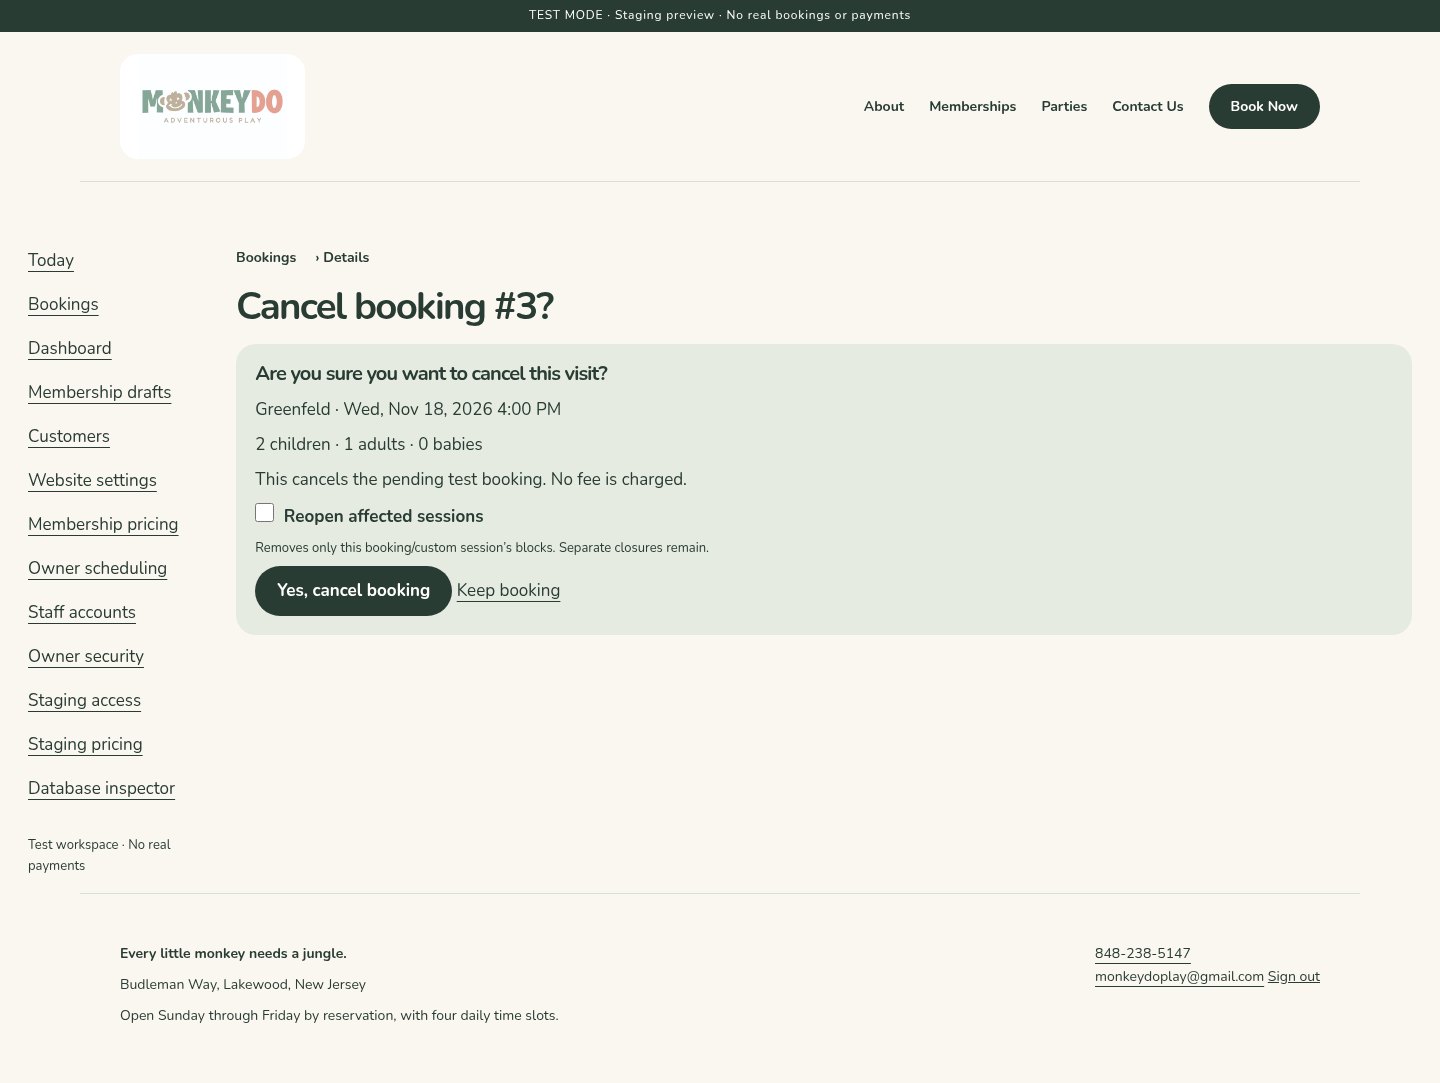 TEST MODE · Staging preview · No real bookings or payments
MONKEYDO
ADVENTUROUS PLAY
About Memberships Parties Contact Us Book Now
Today
Bookings
Dashboard
Membership drafts
Customers
Website settings
Membership pricing
Owner scheduling
Staff accounts
Owner security
Staging access
Staging pricing
Database inspector
Test workspace · No real
payments
Bookings › Details
Cancel booking #3?
Are you sure you want to cancel this visit?
Greenfeld · Wed, Nov 18, 2026 4:00 PM
2 children · 1 adults · 0 babies
This cancels the pending test booking. No fee is charged.
Reopen affected sessions
Removes only this booking/custom session’s blocks. Separate closures remain.
Yes, cancel booking Keep booking
Every little monkey needs a jungle.
Budleman Way, Lakewood, New Jersey
Open Sunday through Friday by reservation, with four daily time slots.
848-238-5147
monkeydoplay@gmail.com Sign out